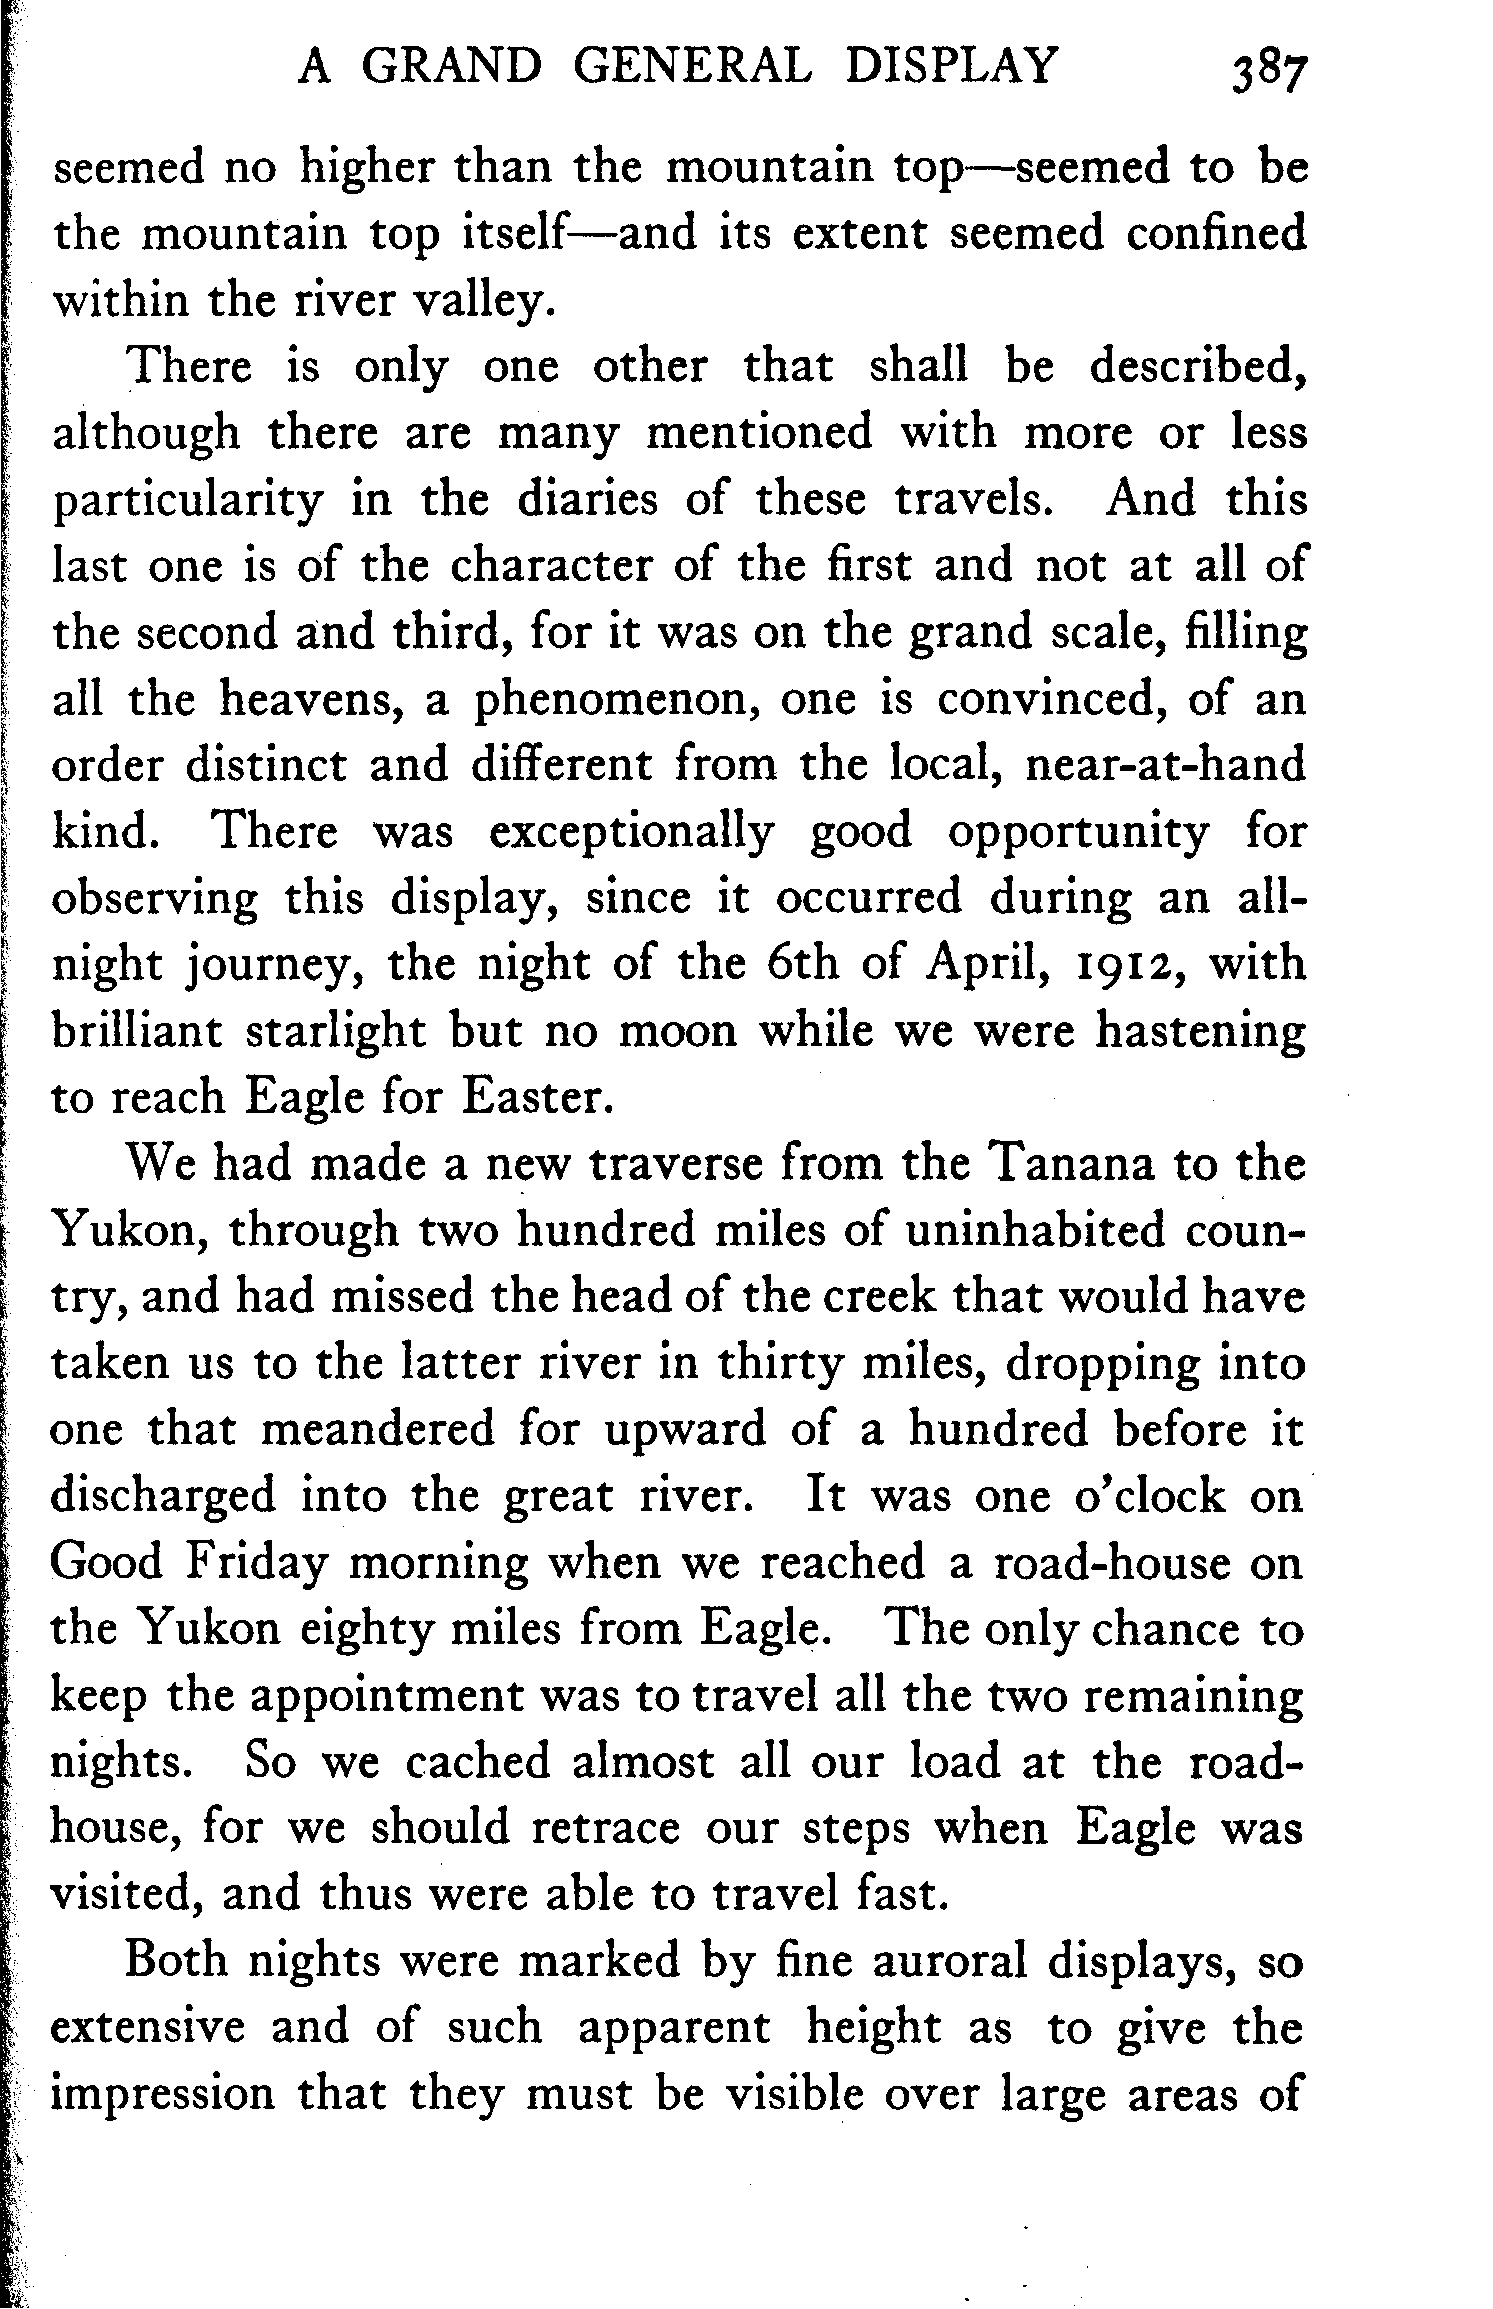 A GRAND GENERAL DISPLAY 387
seemed no higher than the mountain top—seemed to be
the mountain top itself—and its extent seemed confined
within the river valley.
There is only one other that shall be described,
although there are many mentioned with more or less
particularity in the diaries of these travels. And this
last one is of the character of the first and not at all of
the second and third, for it was on the grand scale, filling
all the heavens, a phenomenon, one is convinced, of an
order distinct and different from the local, near-at-hand
kind. There was exceptionally good opportunity for
observing this display, since it occurred during an all-
night journey, the night of the 6th of April, 1912, with
brilliant starlight but no moon while we were hastening
to reach Eagle for Easter.
We had made a new traverse from the Tanana to the
Yukon, through two hundred miles of uninhabited coun-
try, and had missed the head of the creek that would have
taken us to the latter river in thirty miles, dropping into
one that meandered for upward of a hundred before it
discharged into the great river. It was one o'clock on
Good Friday morning when we reached a road-house on
the Yukon eighty miles from Eagle. The only chance to
keep the appointment was to travel all the two remaining
nights. So we cached almost all our load at the road-
house, for we should retrace our steps when Eagle was
visited, and thus were able to travel fast.
Both nights were marked by fine auroral displays, so
extensive and of such apparent height as to give the
impression that they must be visible over large areas of